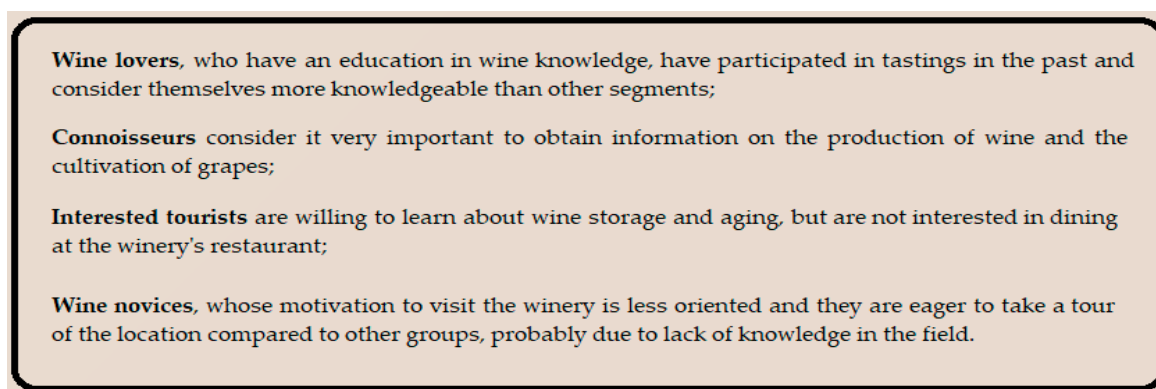 Wine lovers, who have an education in wine knowledge, have participated in tastings in the past and
consider themselves more knowledgeable than other segments;
Connoisseurs consider it very important to obtain information on the production of wine and the
cultivation of grapes;
Interested tourists are willing to learn about wine storage and aging, but are not interested in dining
at the winery's restaurant;
Wine novices, whose motivation to visit the winery is less oriented and they are eager to take a tour
of the location compared to other groups, probably due to lack of knowledge in the field.